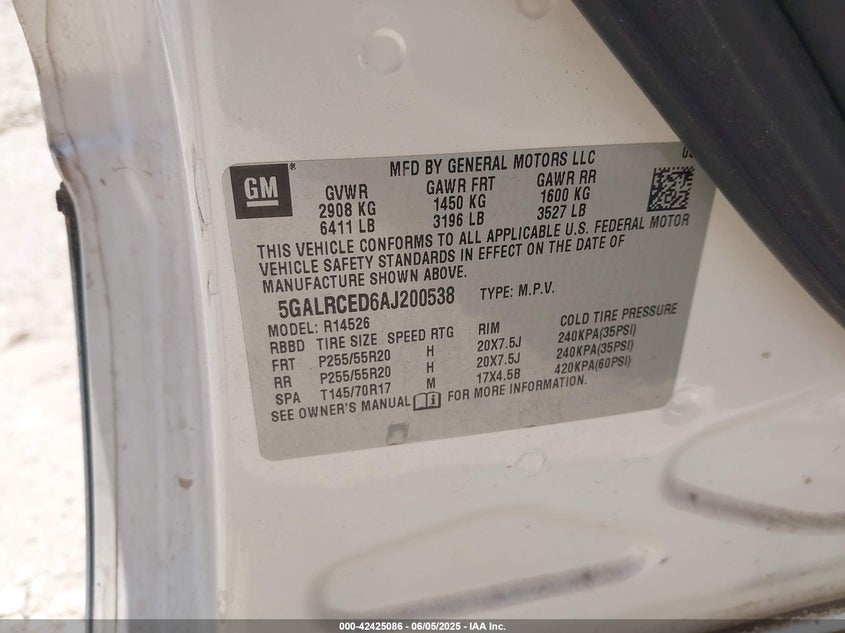 GM
MFD BY GENERAL MOTORS LLC
GVWR GAWR FRT GAWR RR
2908 KG 1450 KG 1600 KG
6411 LB 3196 LB 3527 LB
THIS VEHICLE CONFORMS TO ALL APPLICABLE U.S. FEDERAL MOTOR
VEHICLE SAFETY STANDARDS IN EFFECT ON THE DATE OF
MANUFACTURE SHOWN ABOVE.
5GALRCED6AJ200538 TYPE: M.P.V.
MODEL: R14526
RBBD TIRE SIZE SPEED RTG RIM COLD TIRE PRESSURE
FRT P255/55R20 H 20X7.5J 240KPA(35PSI)
RR P255/55R20 H 20X7.5J 240KPA(35PSI)
SPA T145/70R17 M 17X4.5B 420KPA(60PSI)
SEE OWNER'S MANUAL FOR MORE INFORMATION.
000-42425086 - 06/05/2025 - IAA Inc.